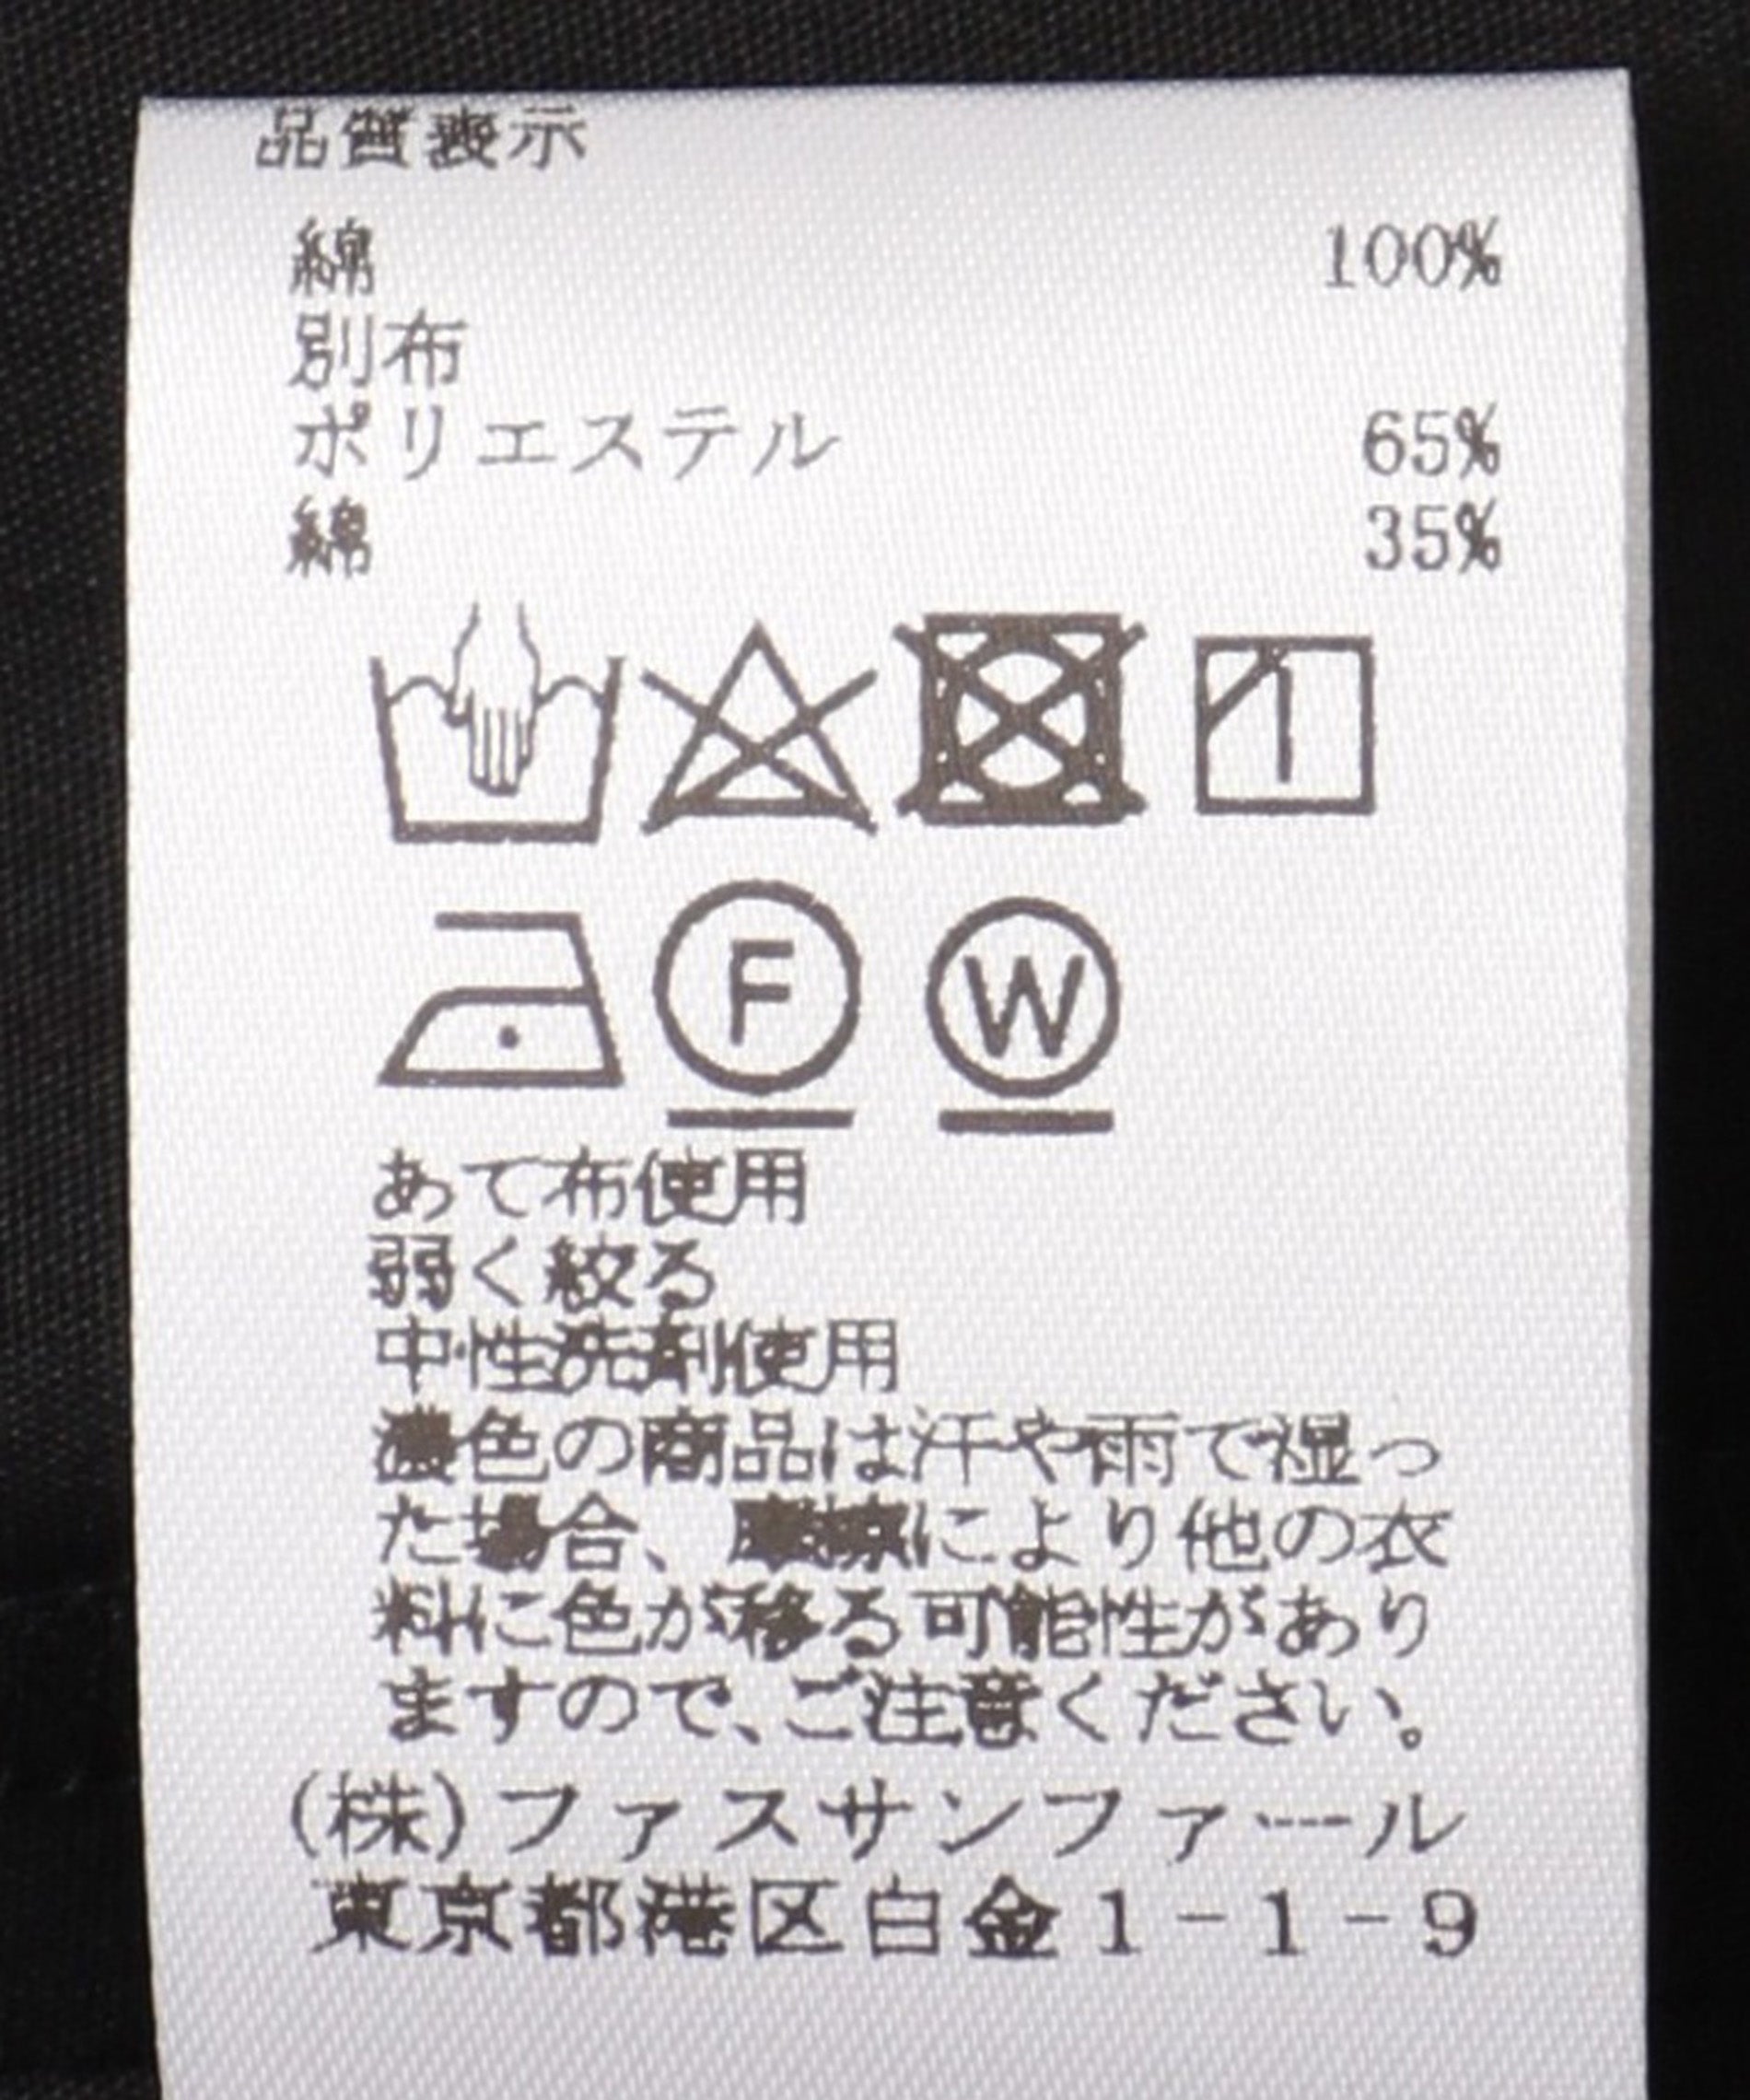 品質表示
綿 100%
別布
ポリエステル 65%
綿 35%
F W
あて布使用
弱く絞る
中性洗剤使用
濃色の商品は汗や雨で湿っ
た場合、摩擦により他の衣
料に色が移る可能性があり
ますので、ご注意ください。
(株)ファスサンファール
東京都港区白金1-1-9